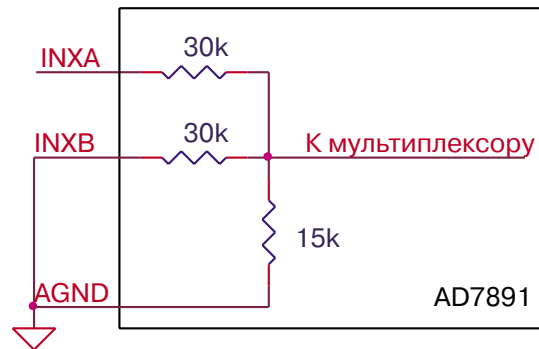 30k
INXA
30k
INXB
К мультиплексору
15k
AGND
AD7891